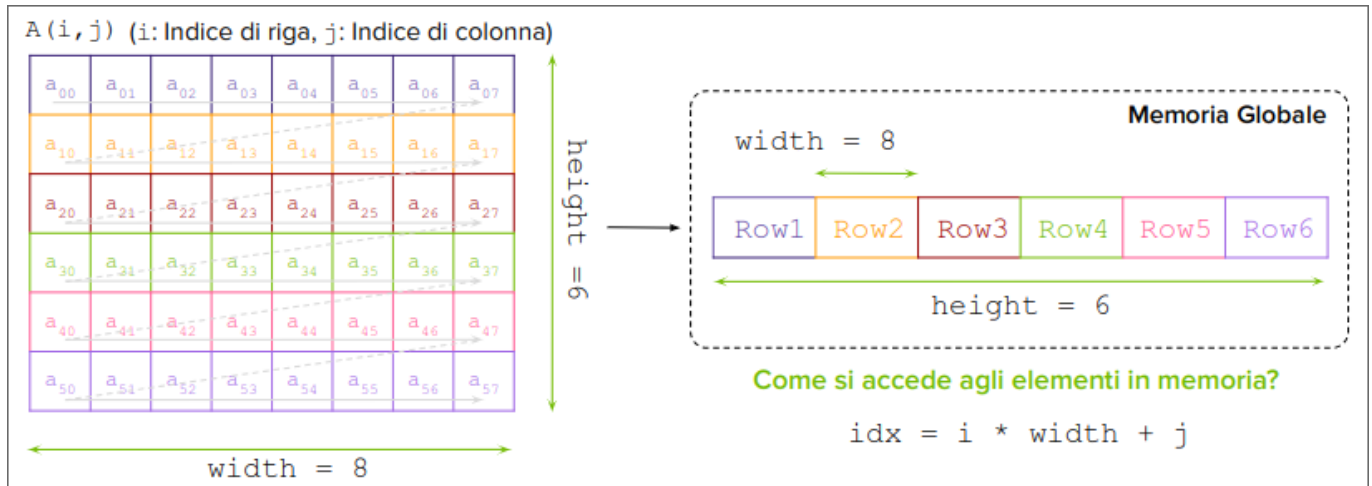 A(i,j) (i: Indice di riga, j: Indice di colonna)
a00 a01 a02 a03 a04 a05 a06 a07
a10 a11 a12 a13 a14 a15 a16 a17
a20 a21 a22 a23 a24 a25 a26 a27
a30 a31 a32 a33 a34 a35 a36 a37
a40 a41 a42 a43 a44 a45 a46 a47
a50 a51 a52 a53 a54 a55 a56 a57
width = 8
height =6
Memoria Globale
width = 8
Row1 Row2 Row3 Row4 Row5 Row6
height = 6
Come si accede agli elementi in memoria?
idx = i * width + j